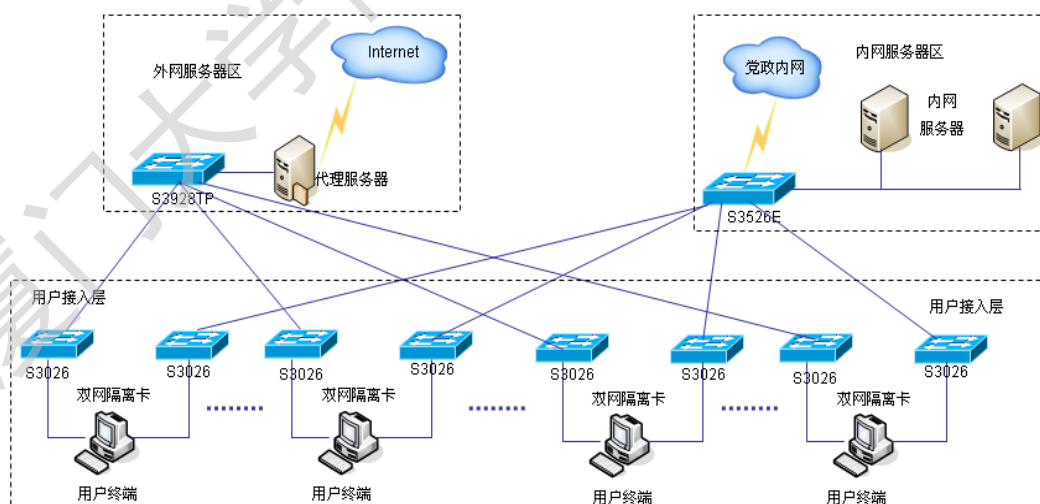 Internet
外网服务器区
代理服务器
S3928TP
党政内网
内网服务器区
内网
服务器
S3526E
用户接入层
用户接入层
S3026
S3026
S3026
S3026
S3026
S3026
S3026
S3026
双网隔离卡
双网隔离卡
双网隔离卡
双网隔离卡
用户终端
用户终端
用户终端
用户终端
厦门大学